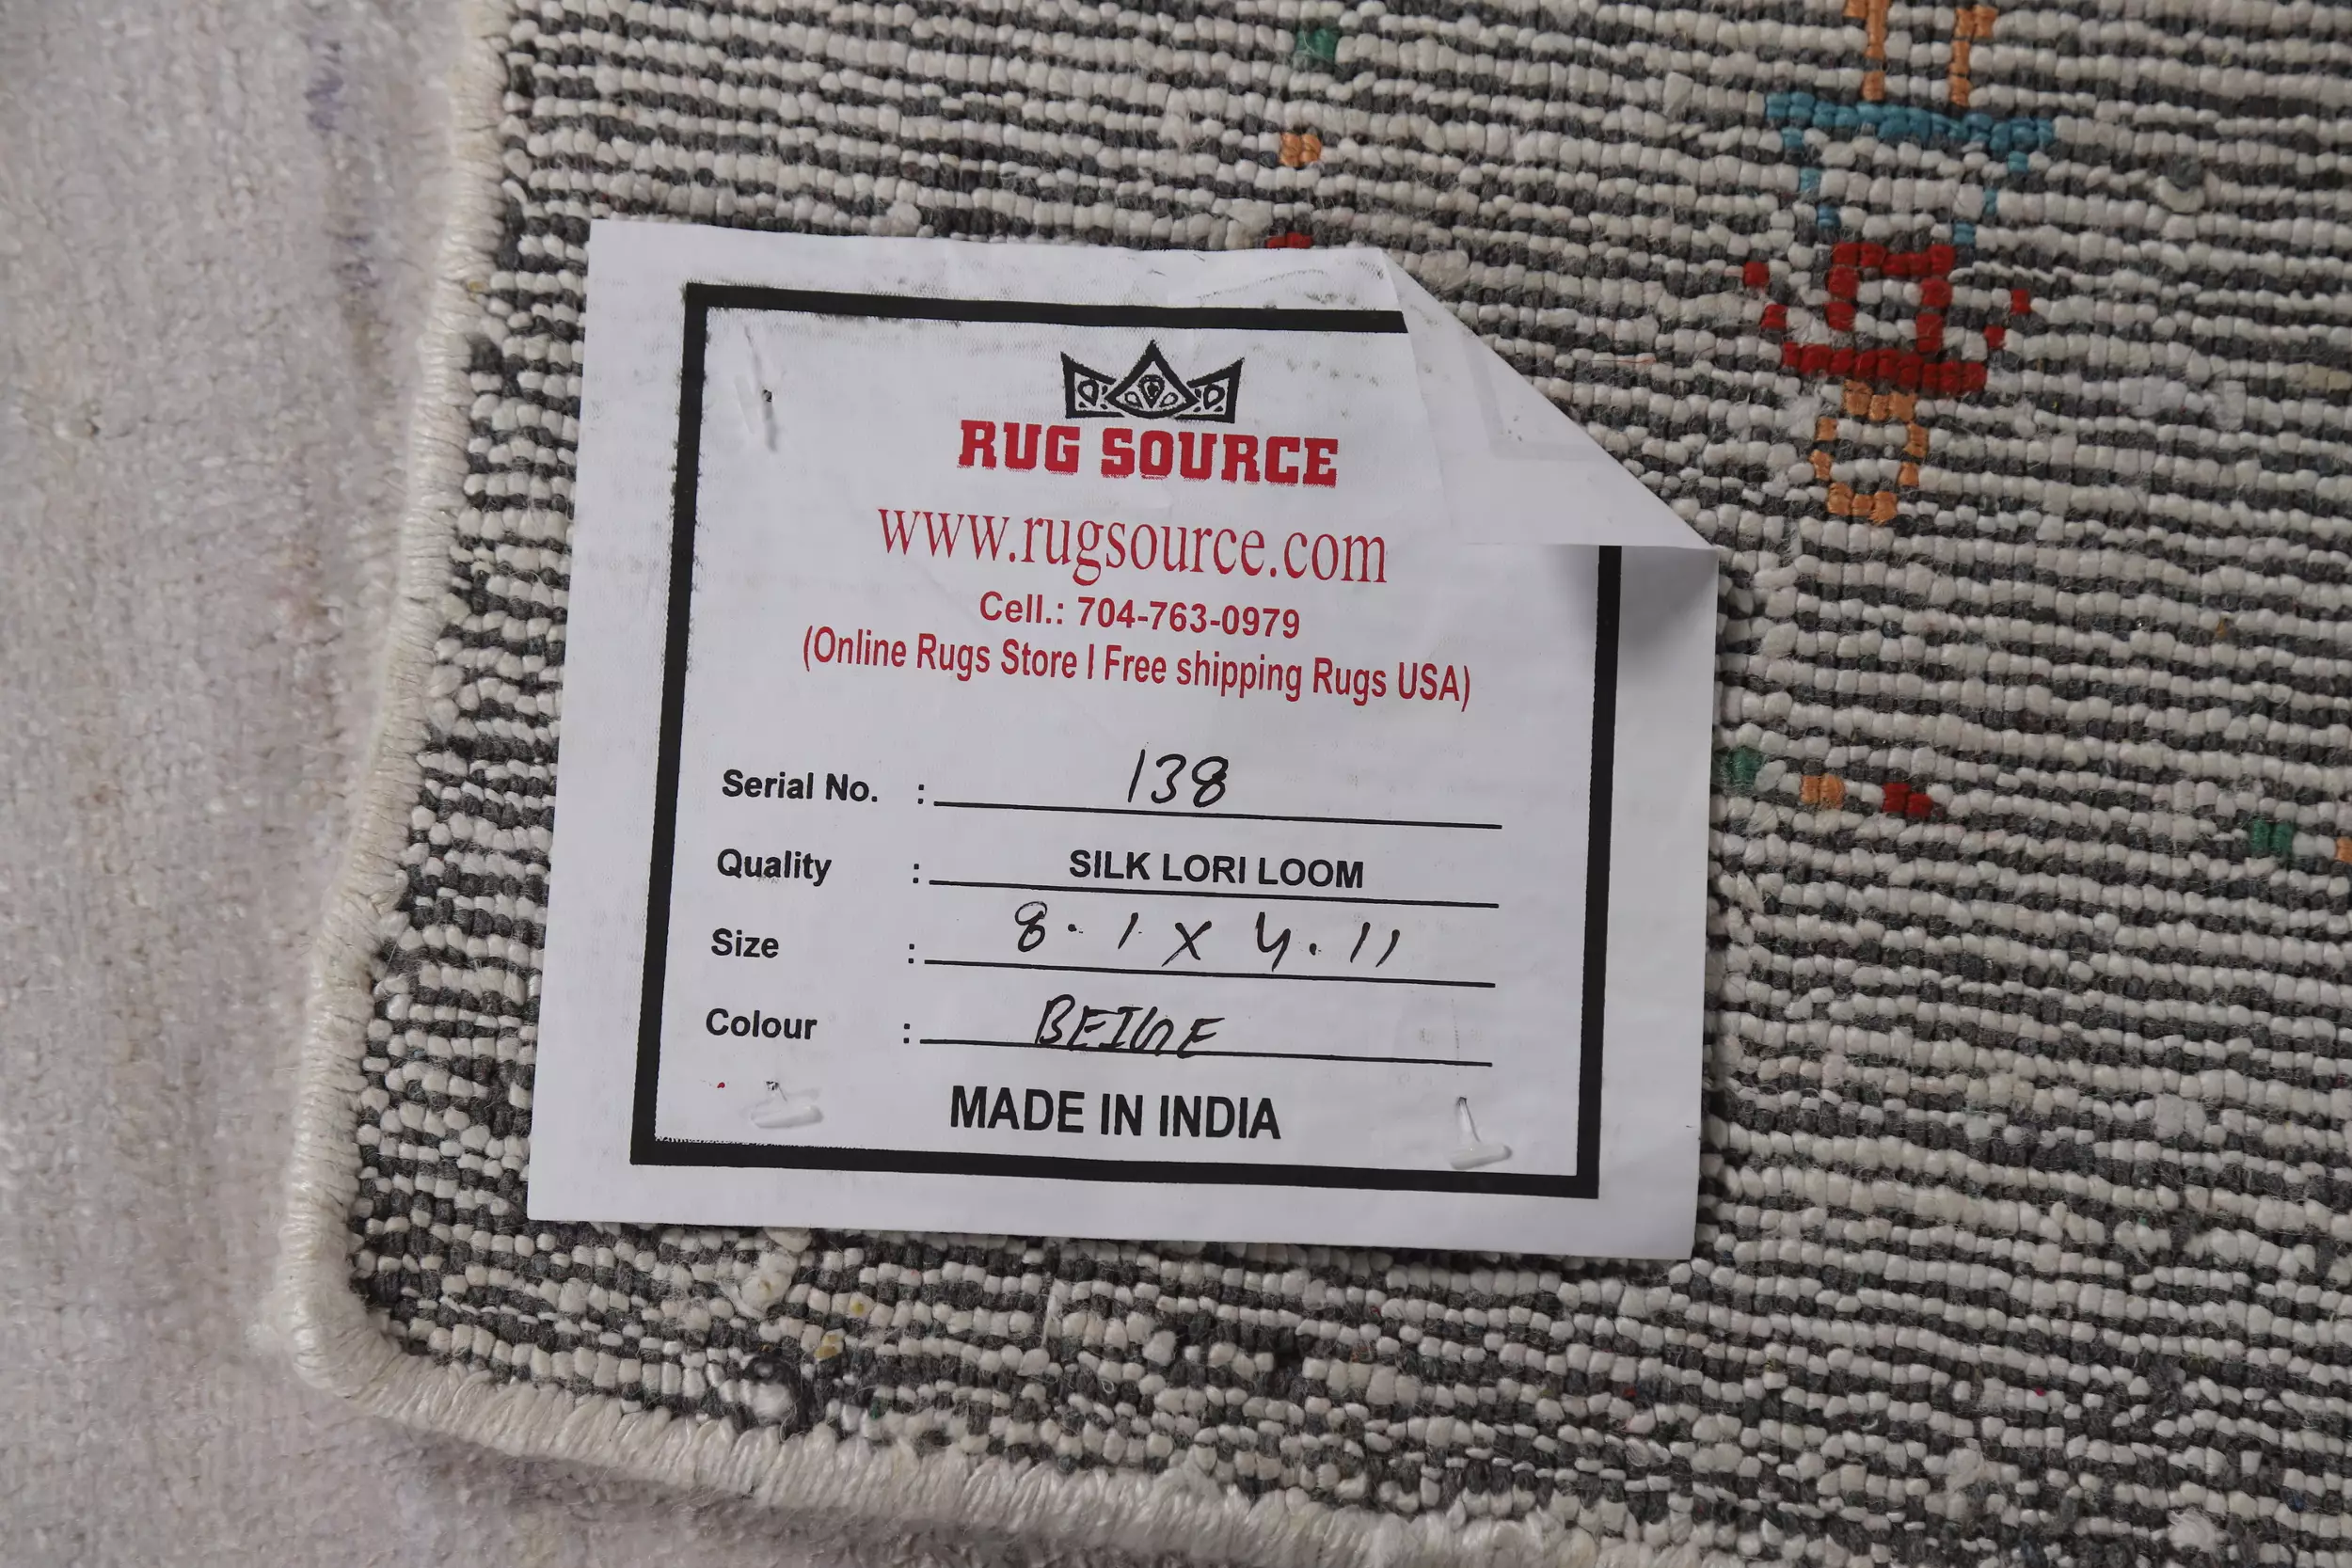 RUG SOURCE
www.rugsource.com
Cell.: 704-763-0979
(Online Rugs Store I Free shipping Rugs USA)
Serial No. : 138
Quality : SILK LORI LOOM
Size : 8.1 X 4.11
Colour : BEIGE
MADE IN INDIA